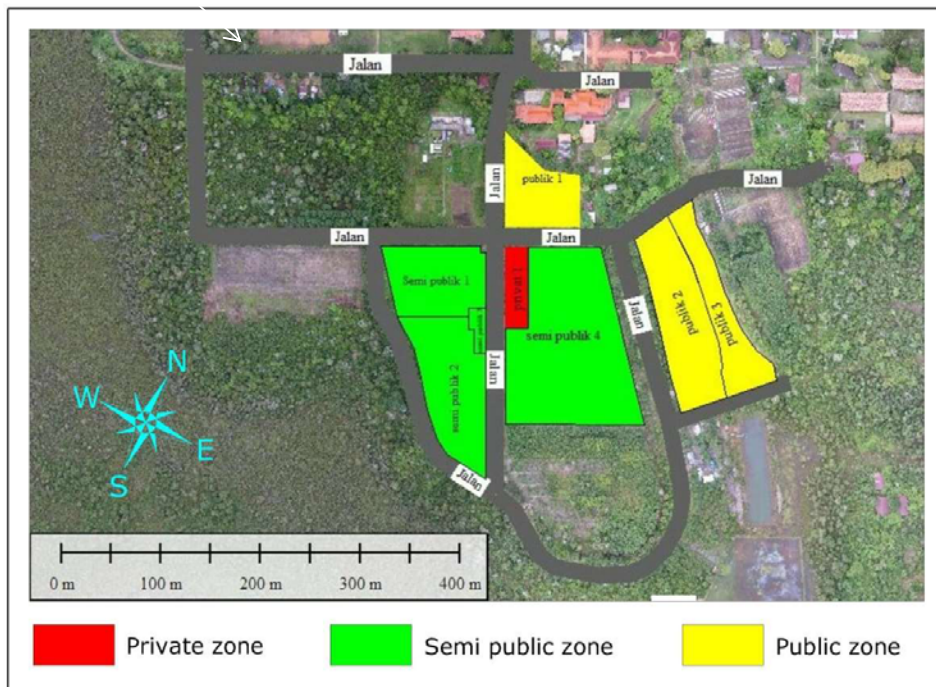 Jalan
Jalan
publik 1
Jalan
Jalan
Jalan
Jalan
Semi publik 1
privat 1
semi publik 4
semi publik 2
Jalan
Jalan
publik 2
publik 3
Jalan
N
W
E
S
0 m 100 m 200 m 300 m 400 m
Private zone
Semi public zone
Public zone